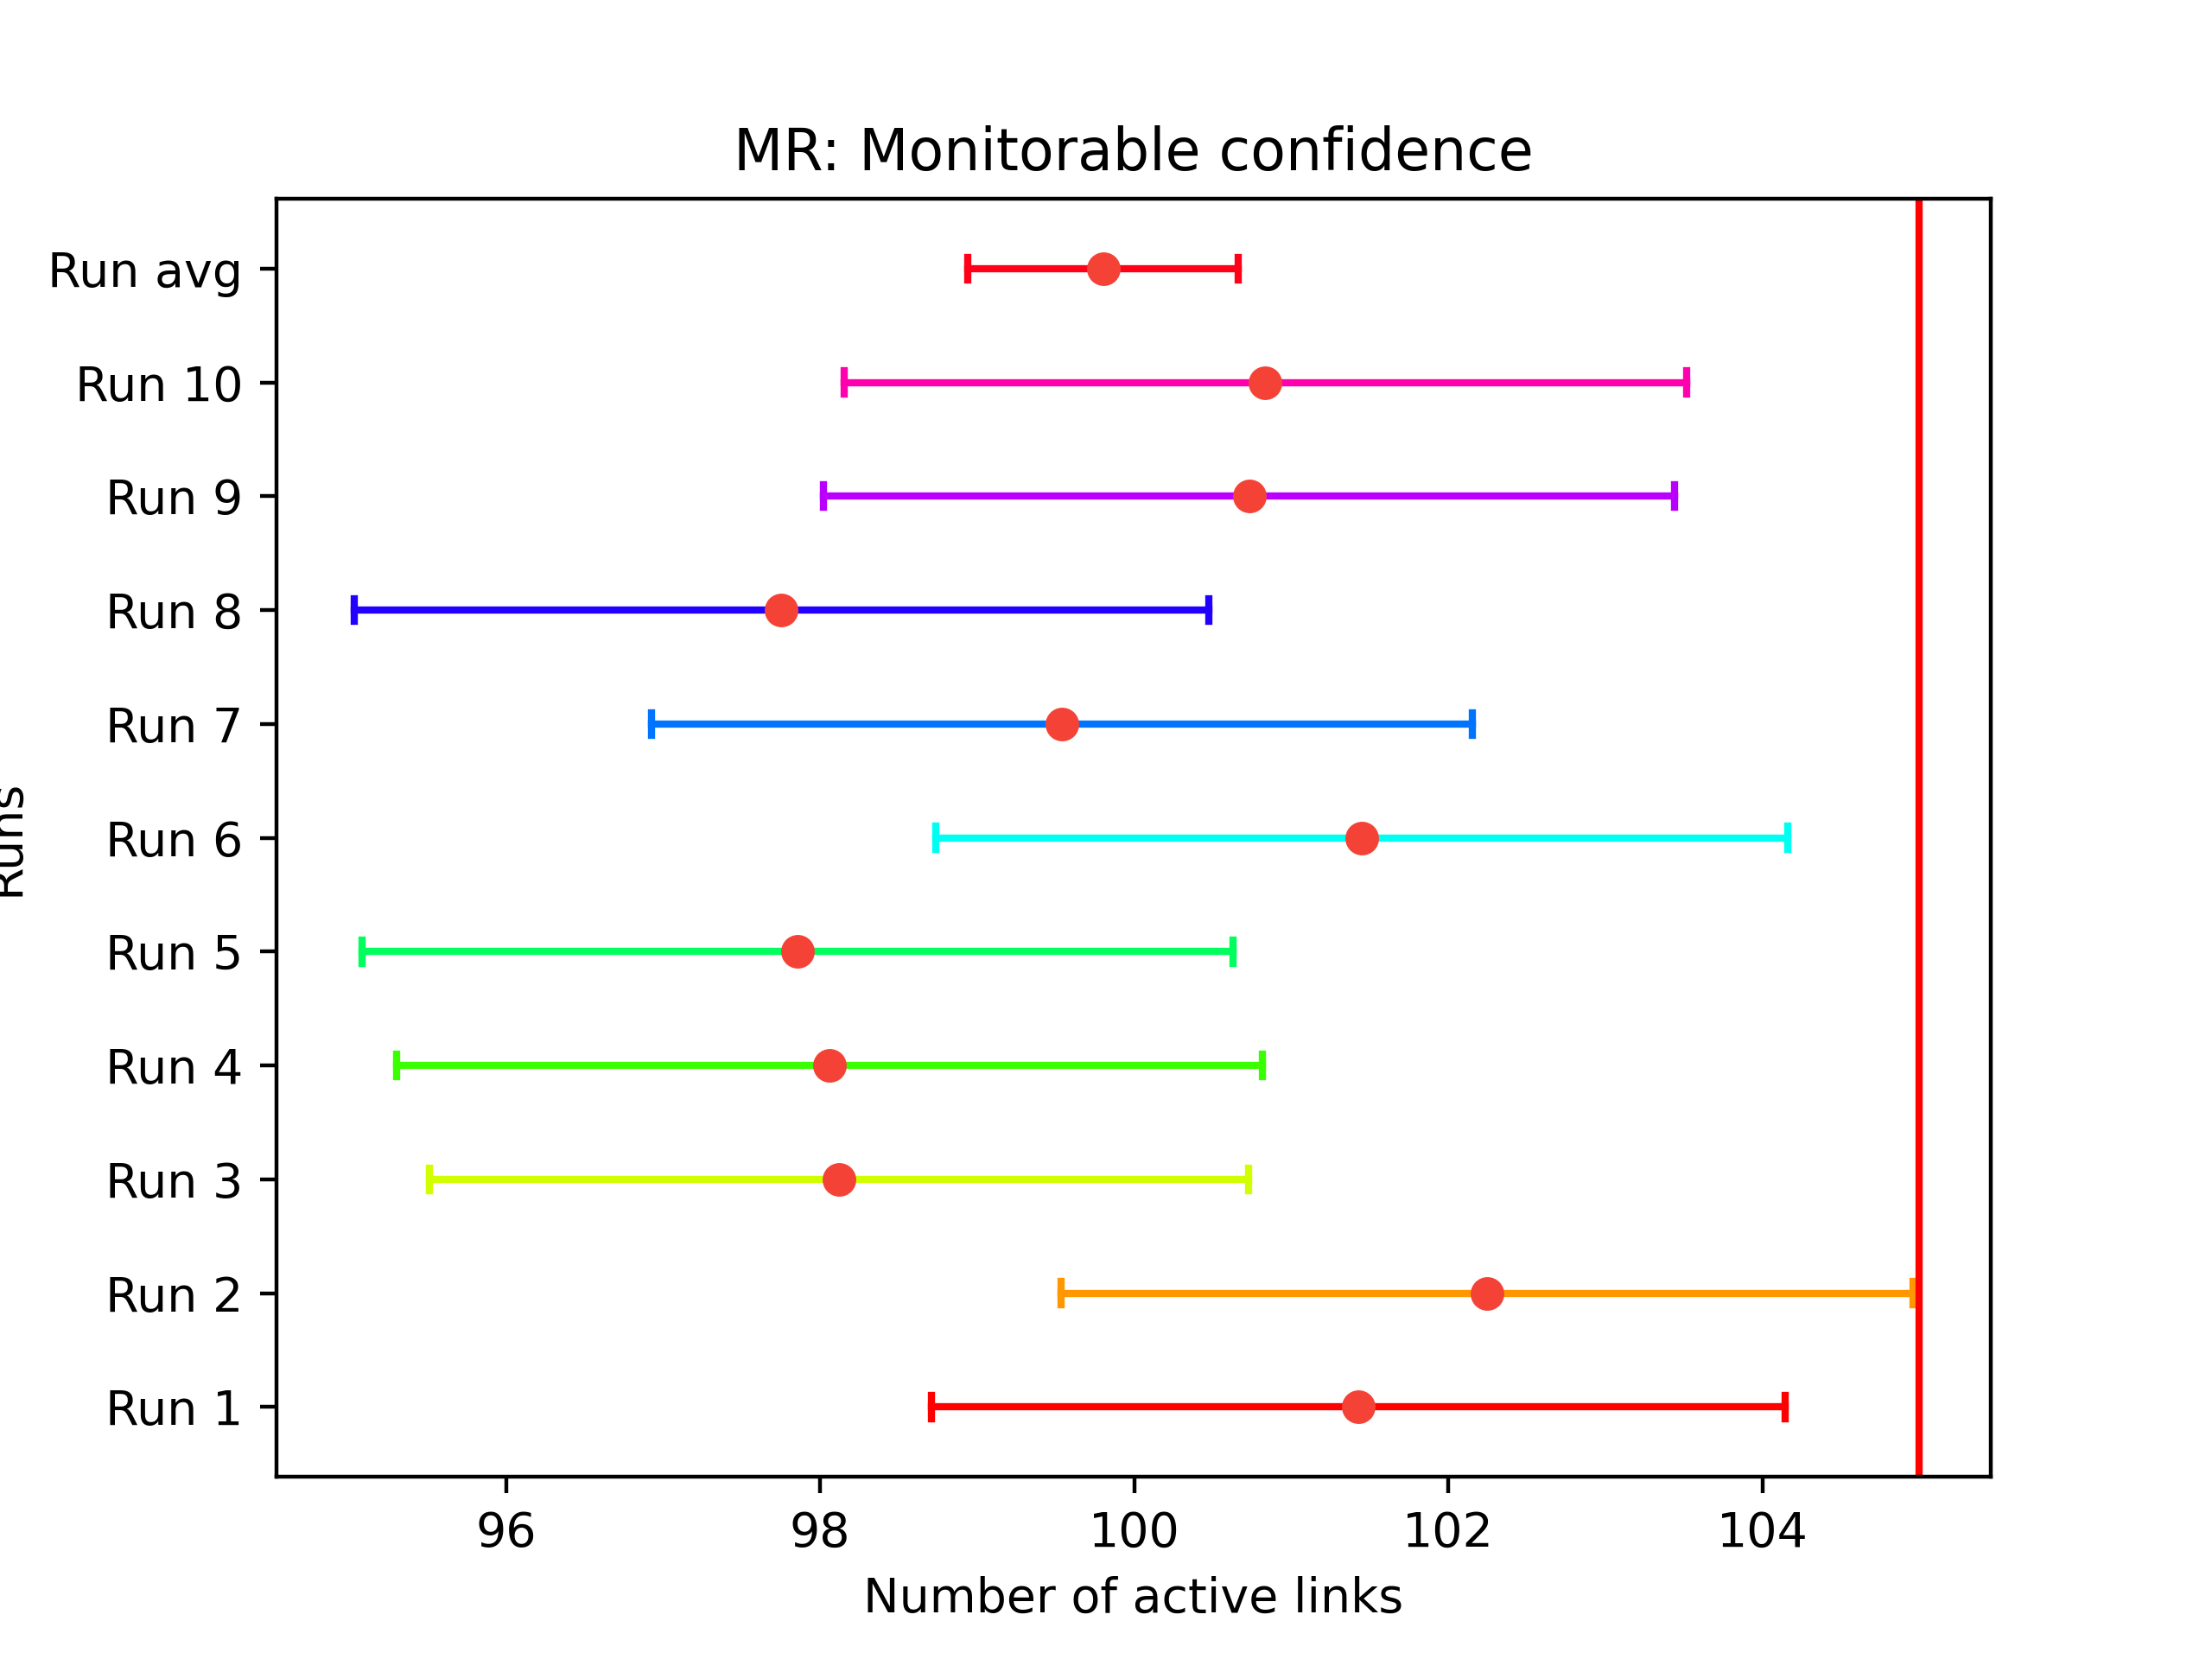 MR: Monitorable confidence
Run avg
Run 10
Run 9
Run 8
Run 7
Run 6
Run 5
Run 4
Run 3
Run 2
Run 1
Runs
96 98 100 102 104
Number of active links